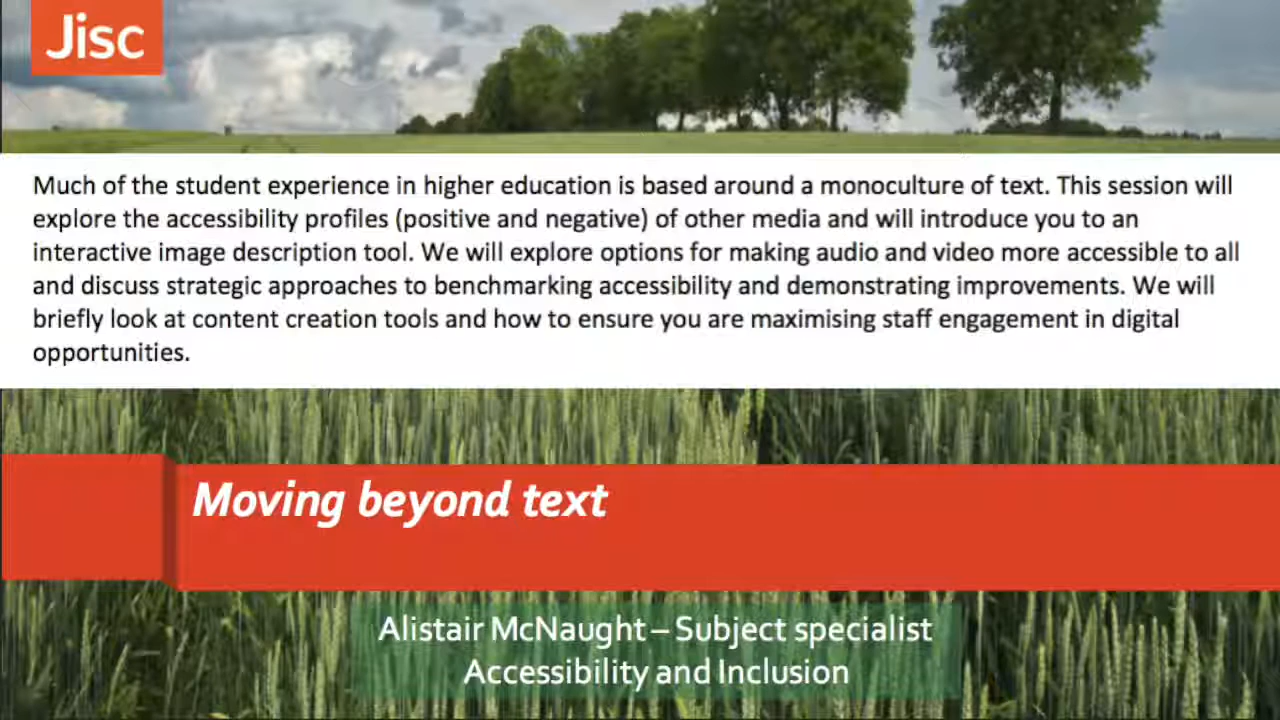 Jisc
Much of the student experience in higher education is based around a monoculture of text. This session will
explore the accessibility profiles (positive and negative) of other media and will introduce you to an
interactive image description tool. We will explore options for making audio and video more accessible to all
and discuss strategic approaches to benchmarking accessibility and demonstrating improvements. We will
briefly look at content creation tools and how to ensure you are maximising staff engagement in digital
opportunities.
Moving beyond text
Alistair McNaught – Subject specialist
Accessibility and Inclusion